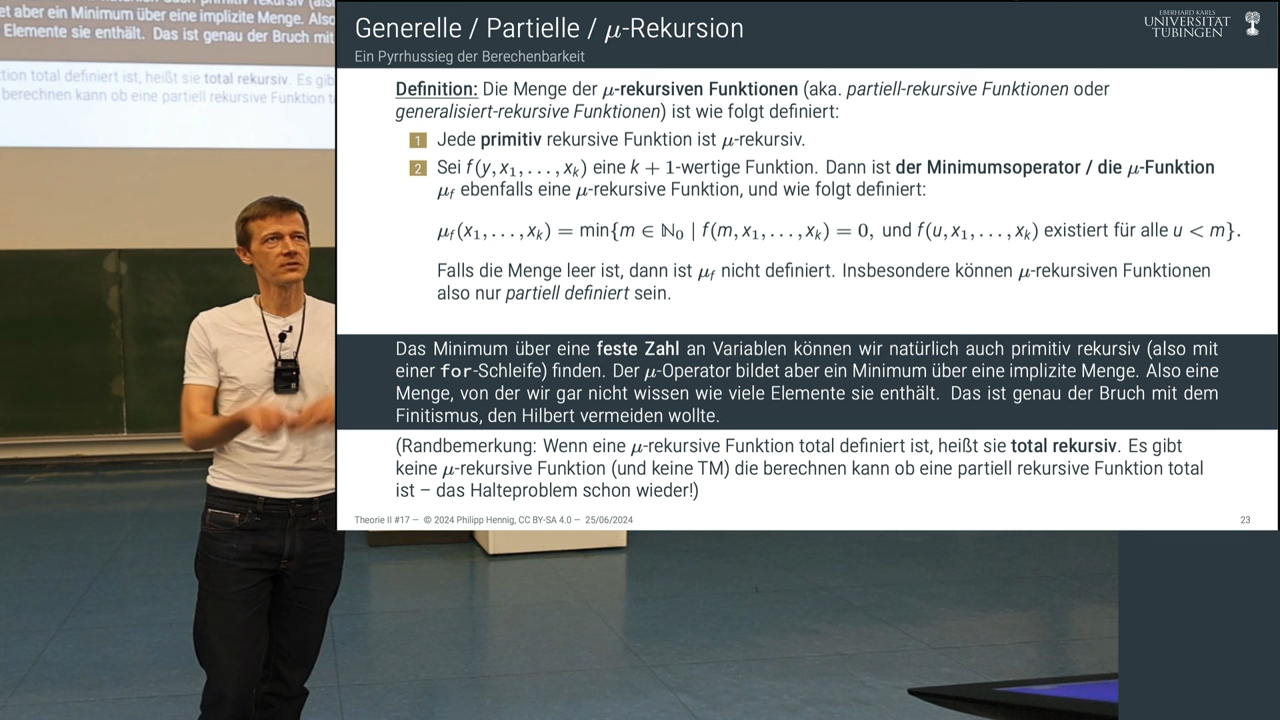 primitiv rekursiv (als
et aber ein Minimum über eine implizite Menge. Also
Elemente sie enthält. Das ist genau der Bruch mit
tion total definiert ist, heißt sie total rekursiv. Es gib
berechnen kann ob eine partiell rekursive Funktion t
Generelle / Partielle / μ-Rekursion
Ein Pyrrhussieg der Berechenbarkeit
EBERHARD KARLS
UNIVERSITÄT
TÜBINGEN
Definition: Die Menge der μ-rekursiven Funktionen (aka. partiell-rekursive Funktionen oder
generalisiert-rekursive Funktionen) ist wie folgt definiert:
1 Jede primitiv rekursive Funktion ist μ-rekursiv.
2 Sei f(y, x₁, . . . , xₖ) eine k + 1-wertige Funktion. Dann ist der Minimumsoperator / die μ-Funktion
μ_f ebenfalls eine μ-rekursive Funktion, und wie folgt definiert:
μ_f(x₁, . . . , xₖ) = min{m ∈ ℕ₀ | f(m, x₁, . . . , xₖ) = 0, und f(u, x₁, . . . , xₖ) existiert für alle u < m}.
Falls die Menge leer ist, dann ist μ_f nicht definiert. Insbesondere können μ-rekursiven Funktionen
also nur partiell definiert sein.
Das Minimum über eine feste Zahl an Variablen können wir natürlich auch primitiv rekursiv (also mit
einer for-Schleife) finden. Der μ-Operator bildet aber ein Minimum über eine implizite Menge. Also eine
Menge, von der wir gar nicht wissen wie viele Elemente sie enthält. Das ist genau der Bruch mit dem
Finitismus, den Hilbert vermeiden wollte.
(Randbemerkung: Wenn eine μ-rekursive Funktion total definiert ist, heißt sie total rekursiv. Es gibt
keine μ-rekursive Funktion (und keine TM) die berechnen kann ob eine partiell rekursive Funktion total
ist – das Halteproblem schon wieder!)
Theorie II #17 — © 2024 Philipp Hennig, CC BY-SA 4.0 — 25/06/2024
23